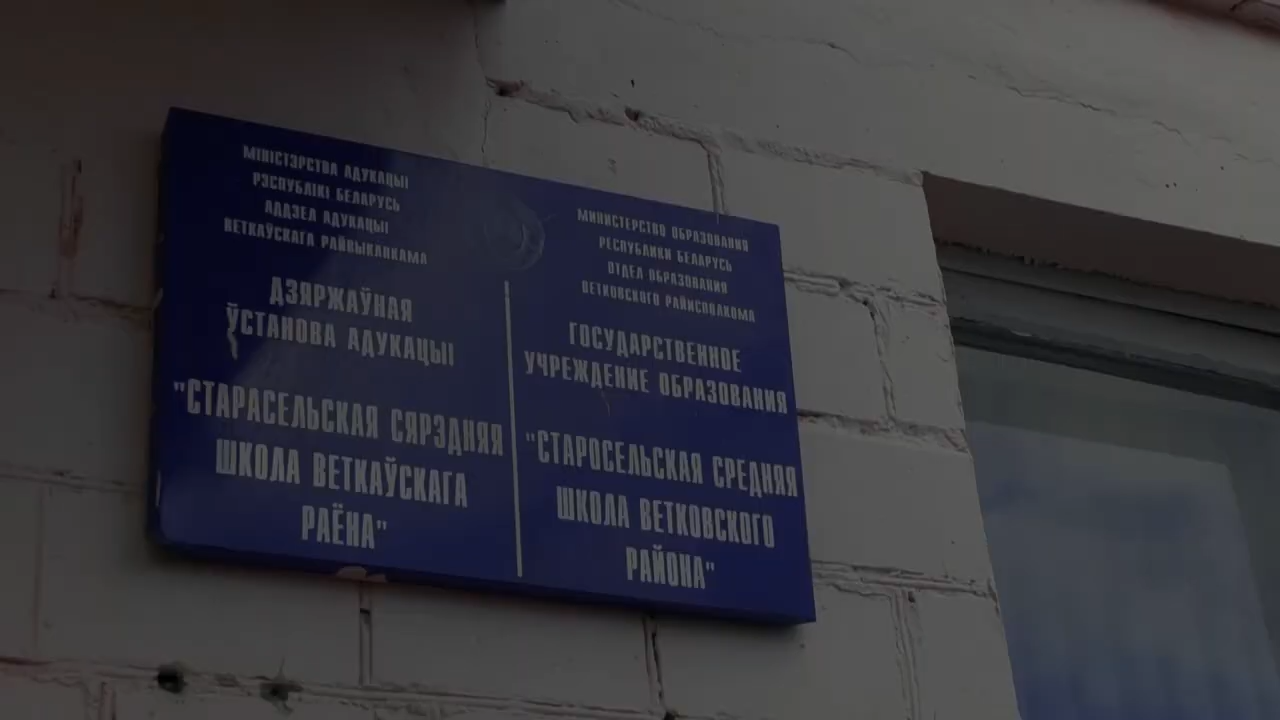 МІНІСТЭРСТВА АДУКАЦЫІ
РЭСПУБЛІКІ БЕЛАРУСЬ
АДДЗЕЛ АДУКАЦЫІ
ВЕТКАЎСКАГА РАЙВЫКАНКАМА
ДЗЯРЖАЎНАЯ
ЎСТАНОВА АДУКАЦЫІ
"СТАРАСЕЛЬСКАЯ СЯРЭДНЯЯ
ШКОЛА ВЕТКАЎСКАГА
РАЁНА"
МИНИСТЕРСТВО ОБРАЗОВАНИЯ
РЕСПУБЛИКИ БЕЛАРУСЬ
ОТДЕЛ ОБРАЗОВАНИЯ
ВЕТКОВСКОГО РАЙИСПОЛКОМА
ГОСУДАРСТВЕННОЕ
УЧРЕЖДЕНИЕ ОБРАЗОВАНИЯ
"СТАРОСЕЛЬСКАЯ СРЕДНЯЯ
ШКОЛА ВЕТКОВСКОГО
РАЙОНА"